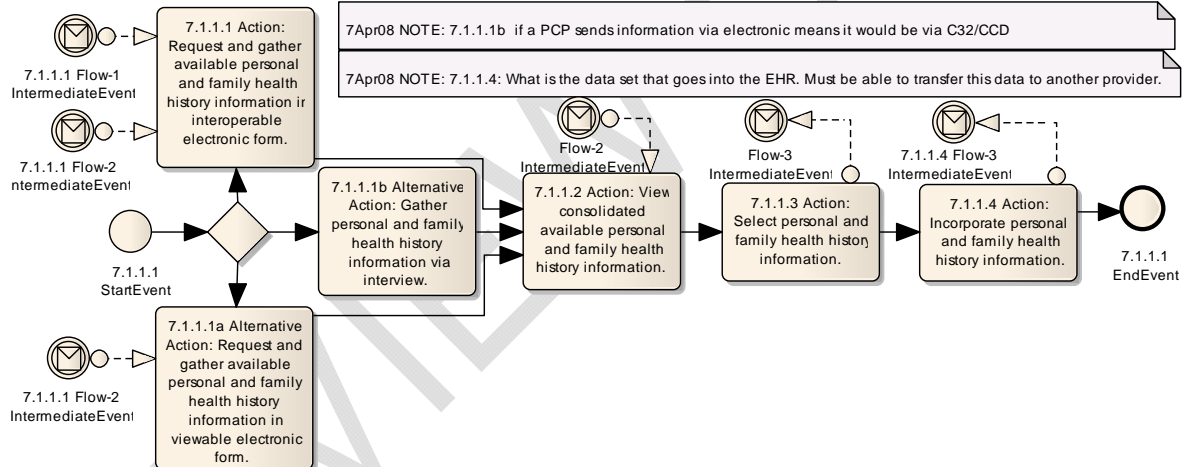 7Apr08 NOTE: 7.1.1.1b if a PCP sends information via electronic means it would be via C32/CCD
7Apr08 NOTE: 7.1.1.4: What is the data set that goes into the EHR. Must be able to transfer this data to another provider.
7.1.1.1 Flow-1
IntermediateEvent
7.1.1.1 Flow-2
ntermediateEvent
7.1.1.1 Action:
Request and gather
available personal
and family health
history information in
interoperable
electronic form.
7.1.1.1
StartEvent
7.1.1.1b Alternative
Action: Gather
personal and family
health history
information via
interview.
Flow-2
IntermediateEvent
7.1.1.2 Action: View
consolidated
available personal
and family health
history information.
Flow-3
IntermediateEvent
7.1.1.3 Action:
Select personal and
family health history
information.
7.1.1.4 Flow-3
IntermediateEvent
7.1.1.4 Action:
Incorporate personal
and family health
history information.
7.1.1.1
EndEvent
7.1.1.1 Flow-2
IntermediateEvent
7.1.1.1a Alternative
Action: Request and
gather available
personal and family
health history
information in
viewable electronic
form.
VIEW